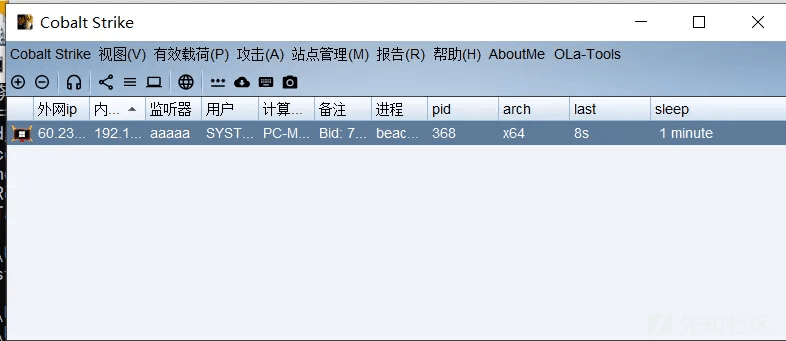 Cobalt Strike
Cobalt Strike 视图(V) 有效载荷(P) 攻击(A) 站点管理(M) 报告(R) 帮助(H) AboutMe OLa-Tools
外网ip 内... 监听器 用户 计算... 备注 进程 pid arch last sleep
60.23... 192.1... aaaaa SYST... PC-M... Bid: 7... beac... 368 x64 8s 1 minute
先知社区